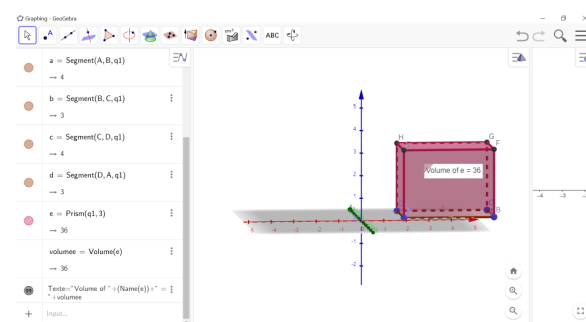 Graphing - GeoGebra
ABC
a = Segment(A, B, q1)
→ 4
b = Segment(B, C, q1)
→ 3
c = Segment(C, D, q1)
→ 4
d = Segment(D, A, q1)
→ 3
e = Prism(q1, 3)
→ 36
volumee = Volume(e)
→ 36
Texte="Volume of "+(Name(e))+" =
"+volumee
Input...
5
4
3
2
1
-1
-2
-5 -4 -3 -2 -1 0 1 2 3 4 5
H
G
F
B
Volume of e = 36
-4 -3